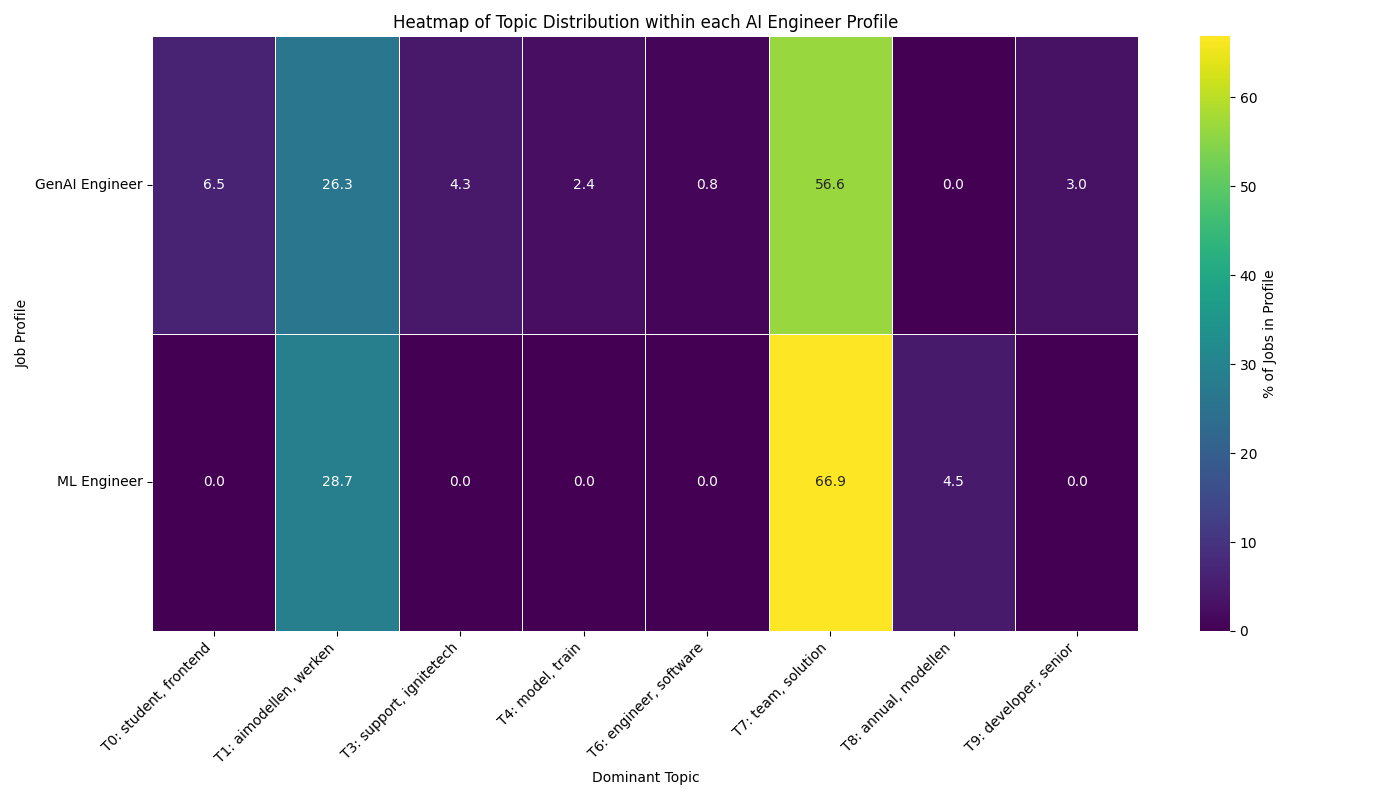 Heatmap of Topic Distribution within each AI Engineer Profile
Job Profile
GenAI Engineer
6.5 26.3 4.3 2.4 0.8 56.6 0.0 3.0
ML Engineer
0.0 28.7 0.0 0.0 0.0 66.9 4.5 0.0
T0: student, frontend
T1: aimodellen, werken
T3: support, ignitetech
T4: model, train
T6: engineer, software
T7: team, solution
T8: annual, modellen
T9: developer, senior
Dominant Topic
60
50
40
30
20
10
0
% of Jobs in Profile